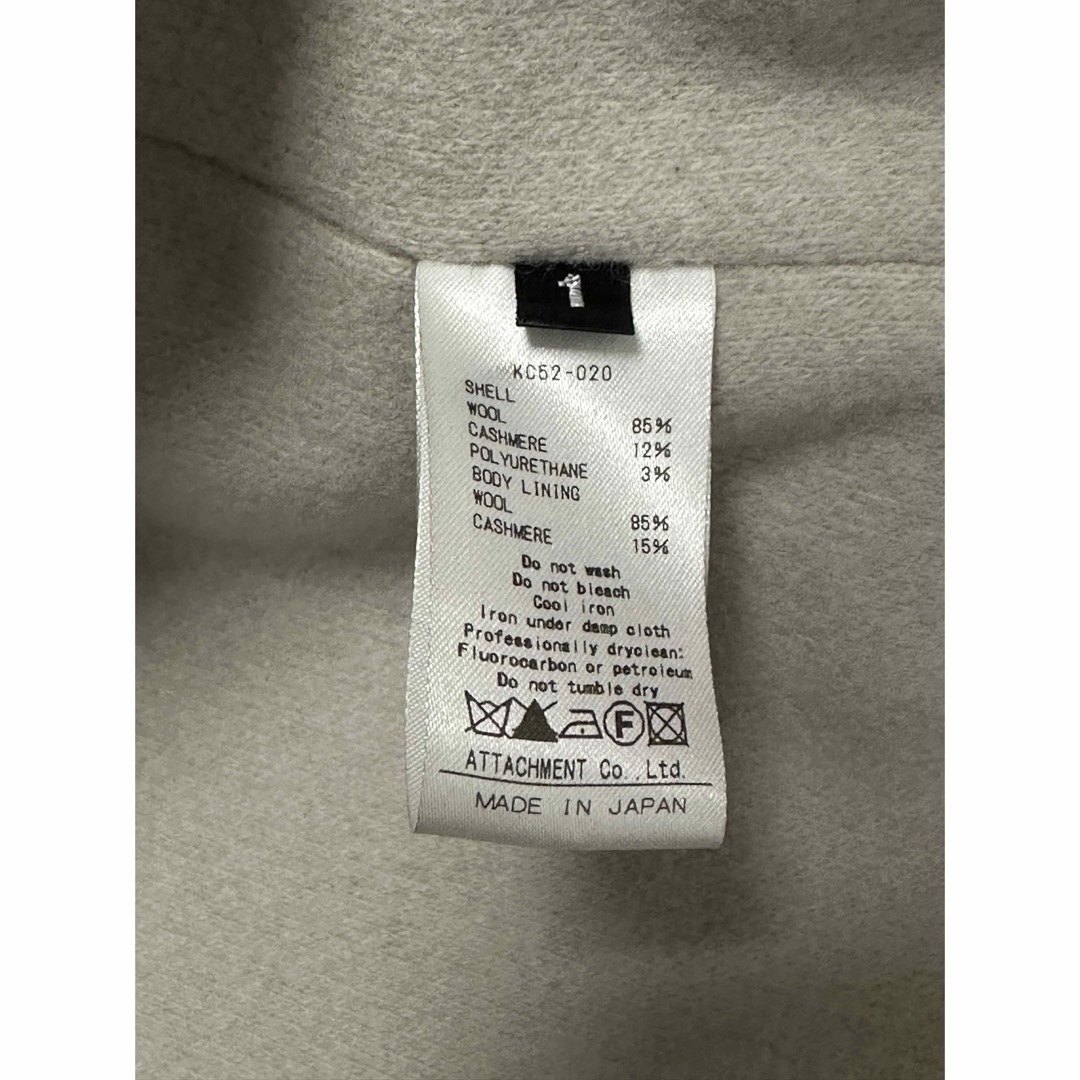 1
KC52-020
SHELL
WOOL 85%
CASHMERE 12%
POLYURETHANE 3%
BODY LINING
WOOL 85%
CASHMERE 15%
Do not wash
Do not bleach
Cool iron
Iron under damp cloth
Professionally dryclean:
Fluorocarbon or petroleum
Do not tumble dry
F
ATTACHMENT Co.,Ltd.
MADE IN JAPAN